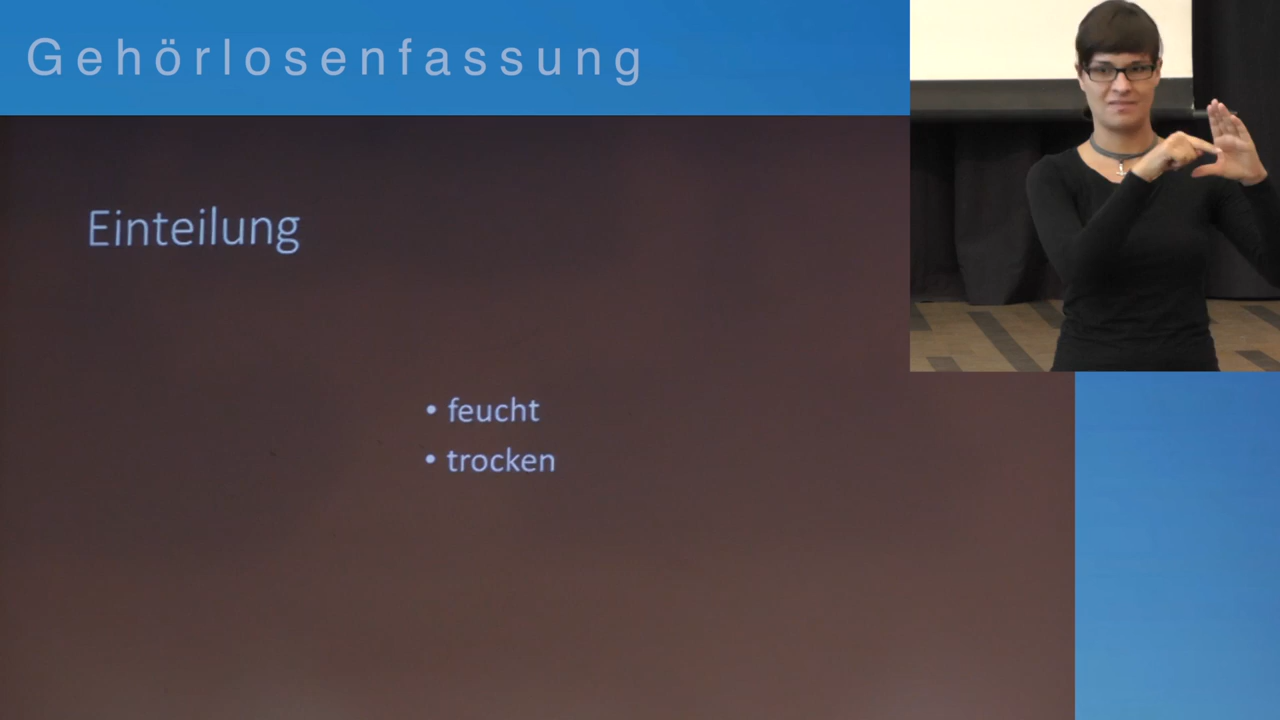 Gehörlosenfassung
Einteilung
• feucht
• trocken